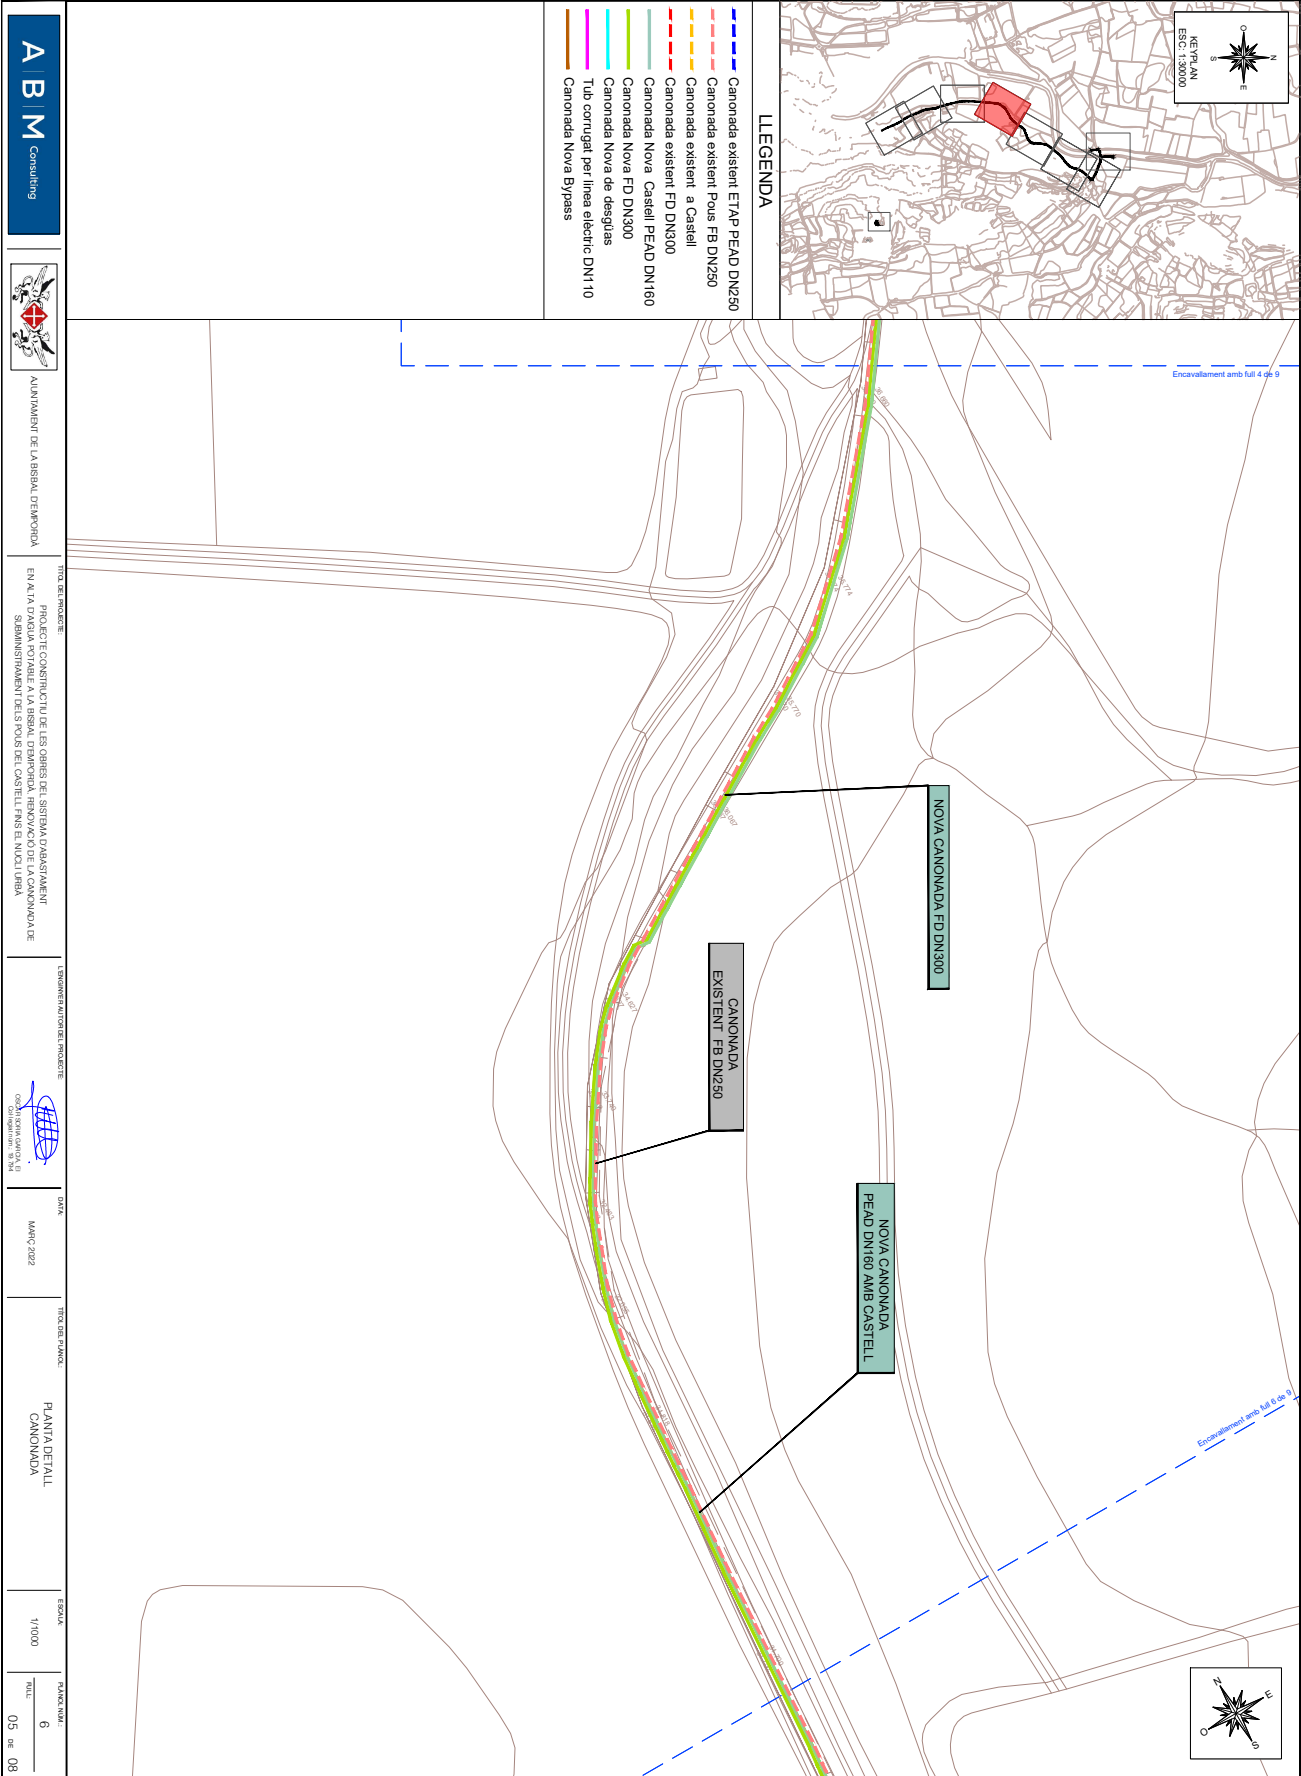 N
E
S
O
KEYPLAN
ESC: 1:30000
LLEGENDA
Canonada existent ETAP PEAD DN250
Canonada existent Pous FB DN250
Canonada existent a Castell
Canonada existent FD DN300
Canonada Nova Castell PEAD DN160
Canonada Nova FD DN300
Canonada Nova de desgüas
Tub corrugat per linea elèctric DN110
Canonada Nova Bypass
Encavallament amb full 4 de 9
NOVA CANONADA FD DN300
CANONADA
EXISTENT FB DN250
NOVA CANONADA
PEAD DN160 AMB CASTELL
Encavallament amb full 6 de 9
N
E
S
O
A B M Consulting
AJUNTAMENT DE LA BISBAL D'EMPORDÀ
TÍTOL DEL PROJECTE:
PROJECTE CONSTRUCTIU DE LES OBRES DEL SISTEMA D'ABASTAMENT
EN ALTA D'AIGUA POTABLE A LA BISBAL D'EMPORDÀ. RENOVACIÓ DE LA CANONADA DE
SUBMINISTRAMENT DELS POUS DEL CASTELL FINS EL NUCLI URBÀ
L'ENGINYER AUTOR DEL PROJECTE:
OSCAR SORIA GARCIA, EI
DATA:
MARÇ 2022
TÍTOL DEL PLÀNOL:
PLANTA DETALL
CANONADA
ESCALA:
1/1000
PLÀNOL NÚM.:
6
FULL:
05 DE 08